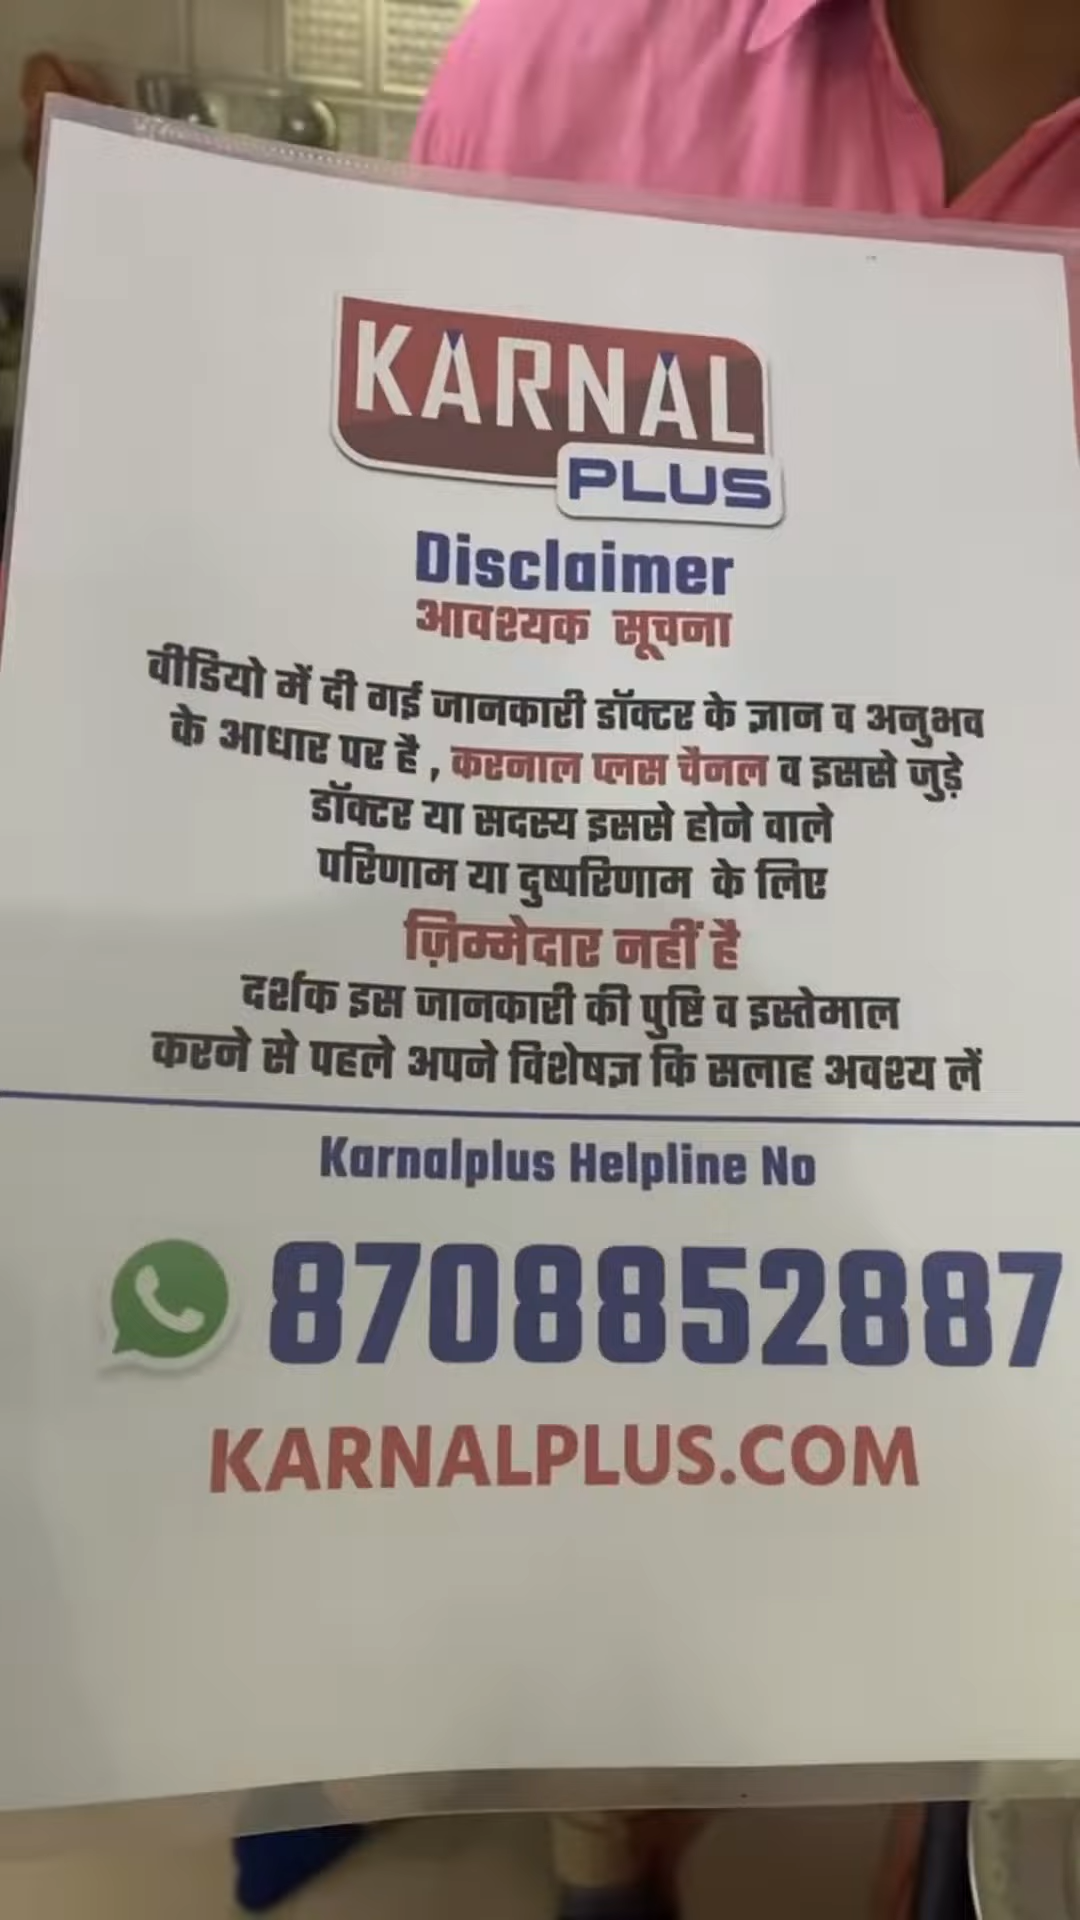 KARNAL
PLUS
Disclaimer
आवश्यक सूचना
वीडियो में दी गई जानकारी डॉक्टर के ज्ञान व अनुभव
के आधार पर है , करनाल प्लस चैनल व इससे जुड़े
डॉक्टर या सदस्य इससे होने वाले
परिणाम या दुष्परिणाम के लिए
ज़िम्मेदार नहीं है
दर्शक इस जानकारी की पुष्टि व इस्तेमाल
करने से पहले अपने विशेषज्ञ कि सलाह अवश्य लें
Karnalplus Helpline No
8708852887
KARNALPLUS.COM